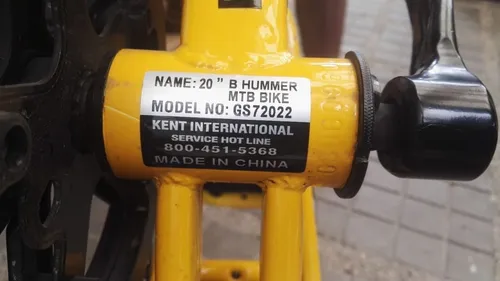 NAME: 20" B HUMMER
MTB BIKE
MODEL NO: GS72022
KENT INTERNATIONAL
SERVICE HOT LINE
800-451-5368
MADE IN CHINA